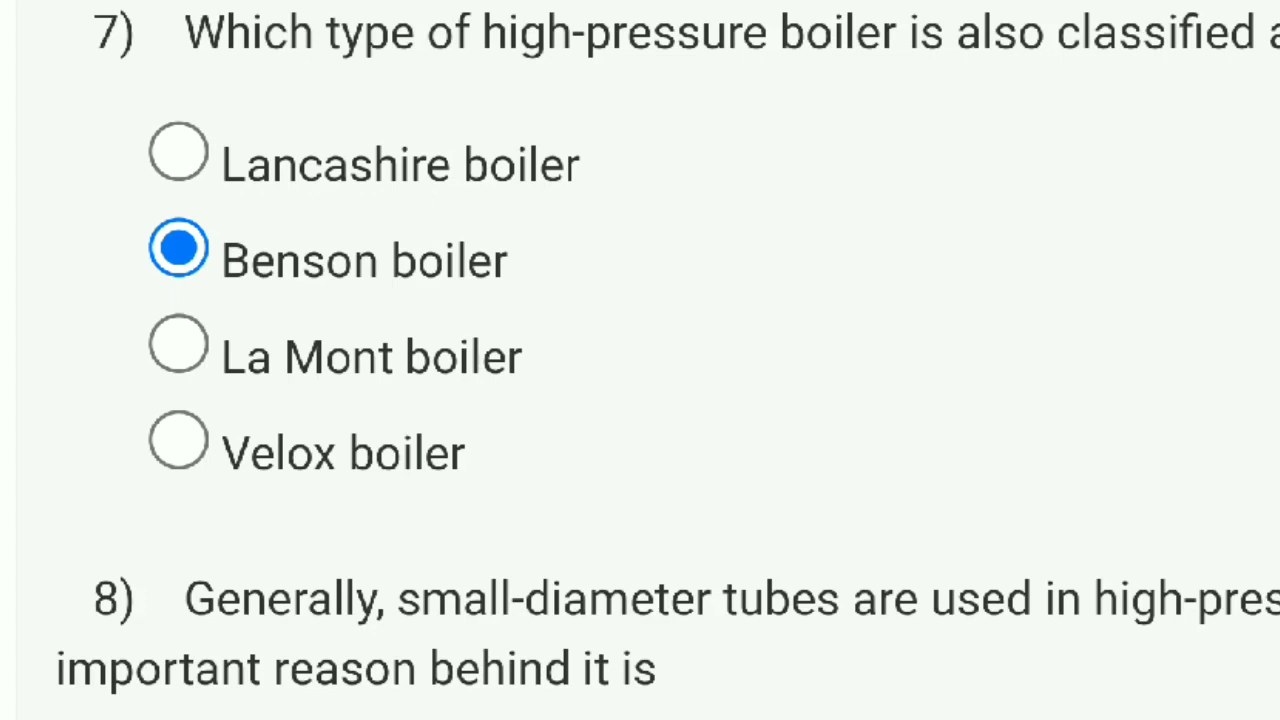 7) Which type of high-pressure boiler is also classified
Lancashire boiler
Benson boiler
La Mont boiler
Velox boiler
8) Generally, small-diameter tubes are used in high-pres
important reason behind it is